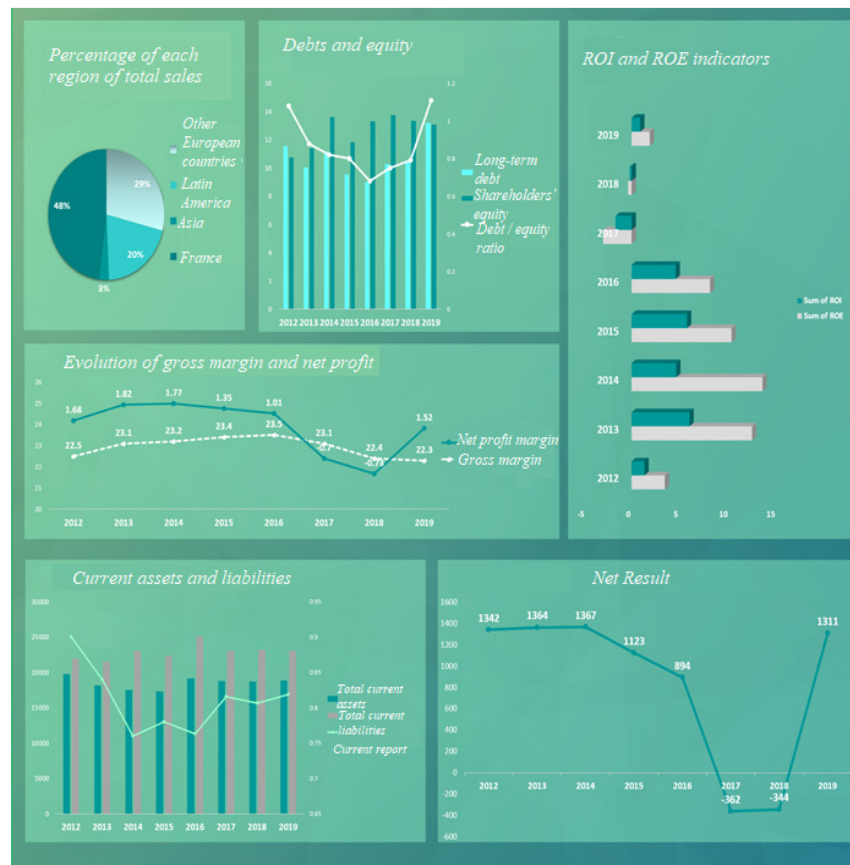 Percentage of each
region of total sales
Other
European
countries
Latin
America
Asia
France
29%
48%
20%
3%
Debts and equity
16
14
12
10
8
6
4
2
0
1.2
1
0.8
0.6
0.4
0.2
0
2012 2013 2014 2015 2016 2017 2018 2019
Long-term
debt
Shareholders'
equity
Debt / equity
ratio
ROI and ROE indicators
2019
2018
2017
2016
2015
2014
2013
2012
-5 0 5 10 15
Sum of ROI
Sum of ROE
Evolution of gross margin and net profit
26
25
24
23
22
21
20
1.68 1.82 1.77 1.35 1.01 -0.7 -0.73 1.52
22.5 23.1 23.2 23.4 23.5 23.1 22.4 22.3
2012 2013 2014 2015 2016 2017 2018 2019
Net profit margin
Gross margin
Current assets and liabilities
30000
25000
20000
15000
10000
5000
0
0.95
0.9
0.85
0.8
0.75
0.7
0.65
2012 2013 2014 2015 2016 2017 2018 2019
Total current
assets
Total current
liabilities
Current report
Net Result
1600
1400
1200
1000
800
600
400
200
0
-200
-400
-600
1342 1364 1367 1123 894 -362 -344 1311
2012 2013 2014 2015 2016 2017 2018 2019